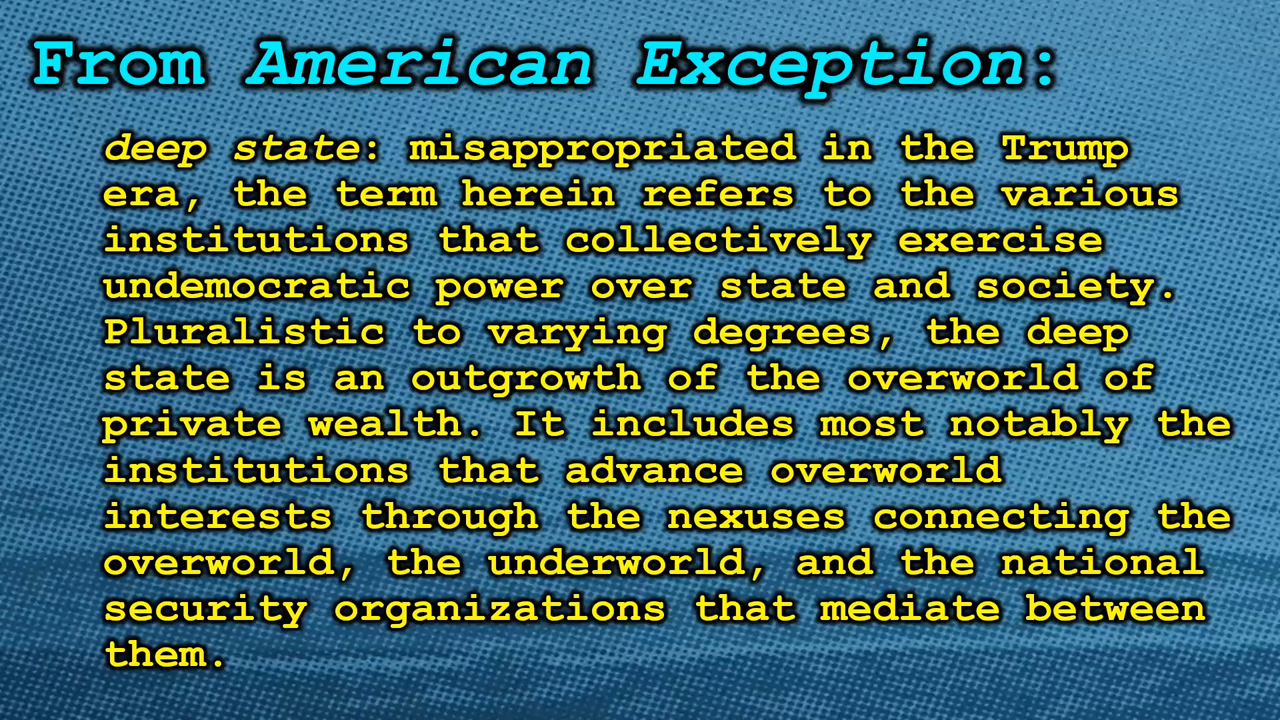 From American Exception:
deep state: misappropriated in the Trump
era, the term herein refers to the various
institutions that collectively exercise
undemocratic power over state and society.
Pluralistic to varying degrees, the deep
state is an outgrowth of the overworld of
private wealth. It includes most notably the
institutions that advance overworld
interests through the nexuses connecting the
overworld, the underworld, and the national
security organizations that mediate between
them.